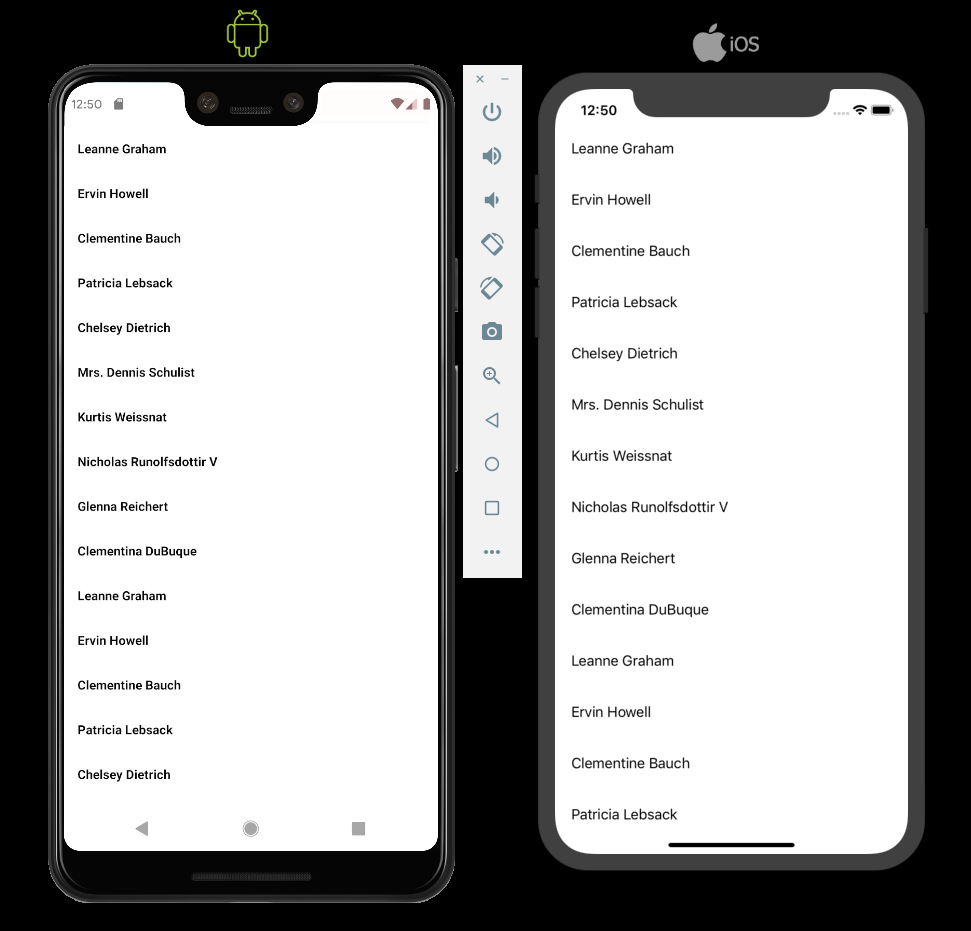 12:50
Leanne Graham
Ervin Howell
Clementine Bauch
Patricia Lebsack
Chelsey Dietrich
Mrs. Dennis Schulist
Kurtis Weissnat
Nicholas Runolfsdottir V
Glenna Reichert
Clementina DuBuque
Leanne Graham
Ervin Howell
Clementine Bauch
Patricia Lebsack
Chelsey Dietrich
iOS
12:50
Leanne Graham
Ervin Howell
Clementine Bauch
Patricia Lebsack
Chelsey Dietrich
Mrs. Dennis Schulist
Kurtis Weissnat
Nicholas Runolfsdottir V
Glenna Reichert
Clementina DuBuque
Leanne Graham
Ervin Howell
Clementine Bauch
Patricia Lebsack